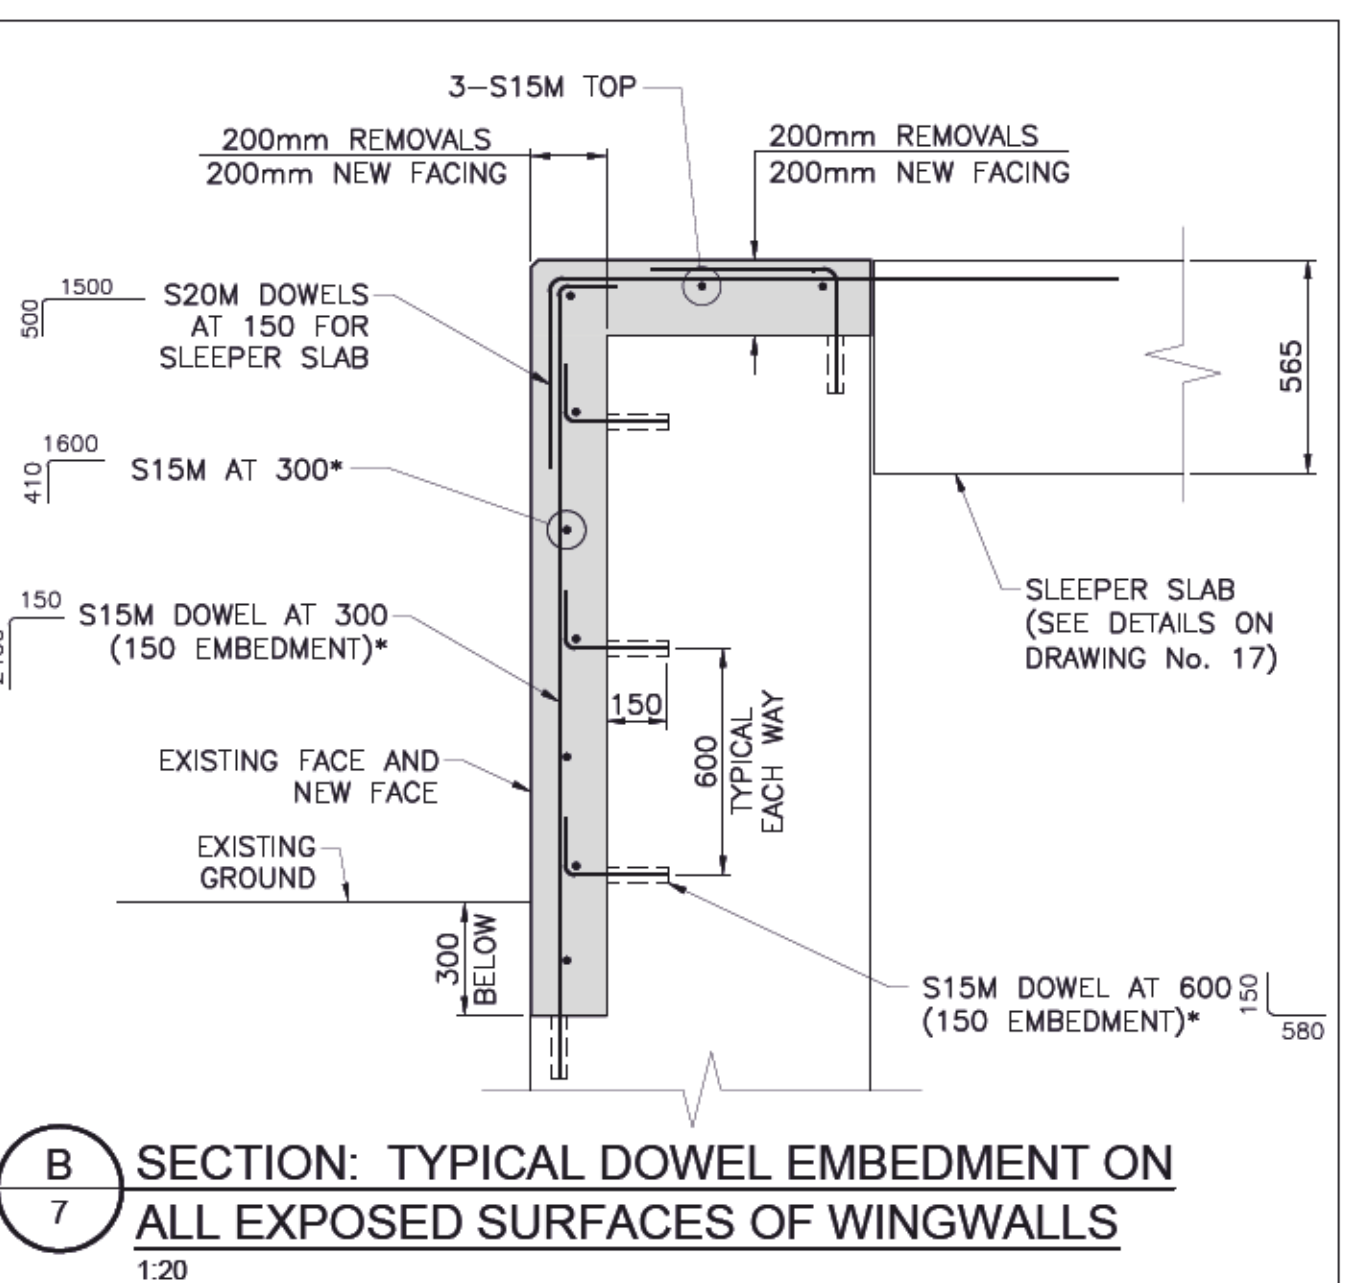 3-S15M TOP
200mm REMOVALS
200mm NEW FACING
200mm REMOVALS
200mm NEW FACING
1500
500
S20M DOWELS
AT 150 FOR
SLEEPER SLAB
565
1600
410
S15M AT 300*
150
S15M DOWEL AT 300
(150 EMBEDMENT)*
SLEEPER SLAB
(SEE DETAILS ON
DRAWING No. 17)
150
600
TYPICAL
EACH WAY
EXISTING FACE AND
NEW FACE
EXISTING
GROUND
300
BELOW
S15M DOWEL AT 600
(150 EMBEDMENT)*
150
580
B
7
SECTION: TYPICAL DOWEL EMBEDMENT ON
ALL EXPOSED SURFACES OF WINGWALLS
1:20